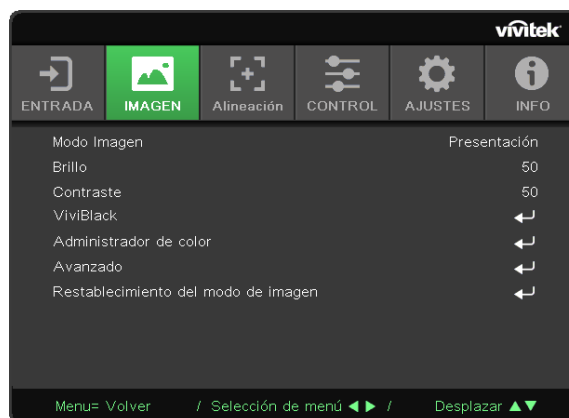 vivitek
ENTRADA IMAGEN Alineación CONTROL AJUSTES INFO
Modo Imagen Presentación
Brillo 50
Contraste 50
ViviBlack
Administrador de color
Avanzado
Restablecimiento del modo de imagen
Menu= Volver / Selección de menú ◀ ▶ / Desplazar ▲▼